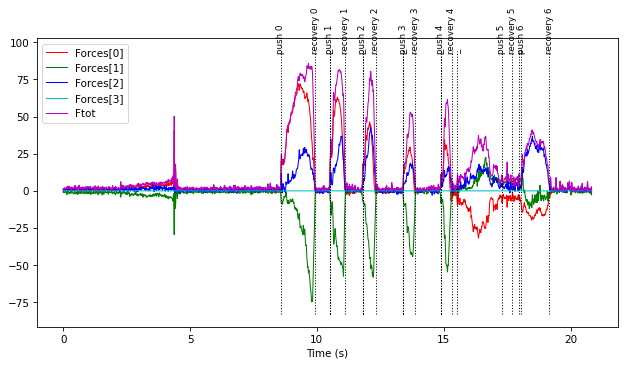 push 0
recovery 0
push 1
recovery 1
push 2
recovery 2
push 3
recovery 3
push 4
recovery 4
push 5
recovery 5
push 6
recovery 6
Forces[0]
Forces[1]
Forces[2]
Forces[3]
Ftot
100
75
50
25
0
−25
−50
−75
0
5
10
15
20
Time (s)